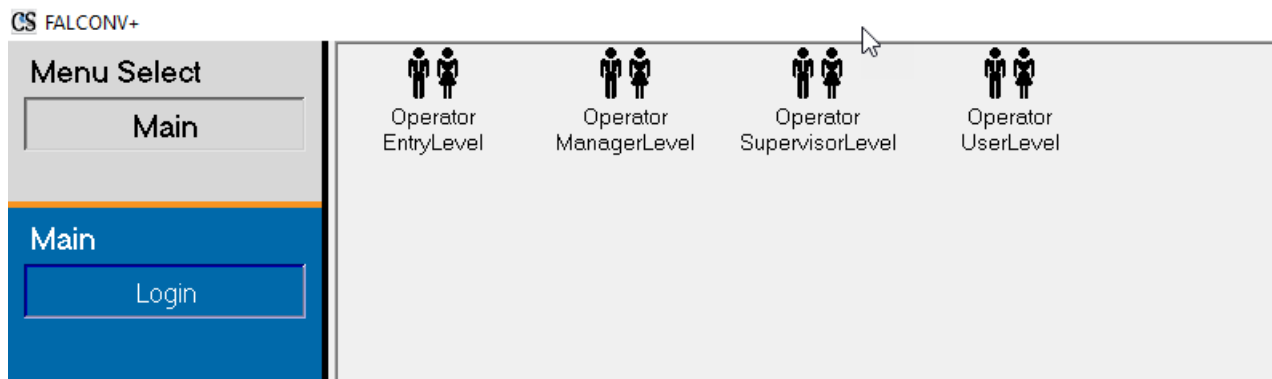 CS FALCONV+
Menu Select
Main
Main
Login
Operator
EntryLevel
Operator
ManagerLevel
Operator
SupervisorLevel
Operator
UserLevel